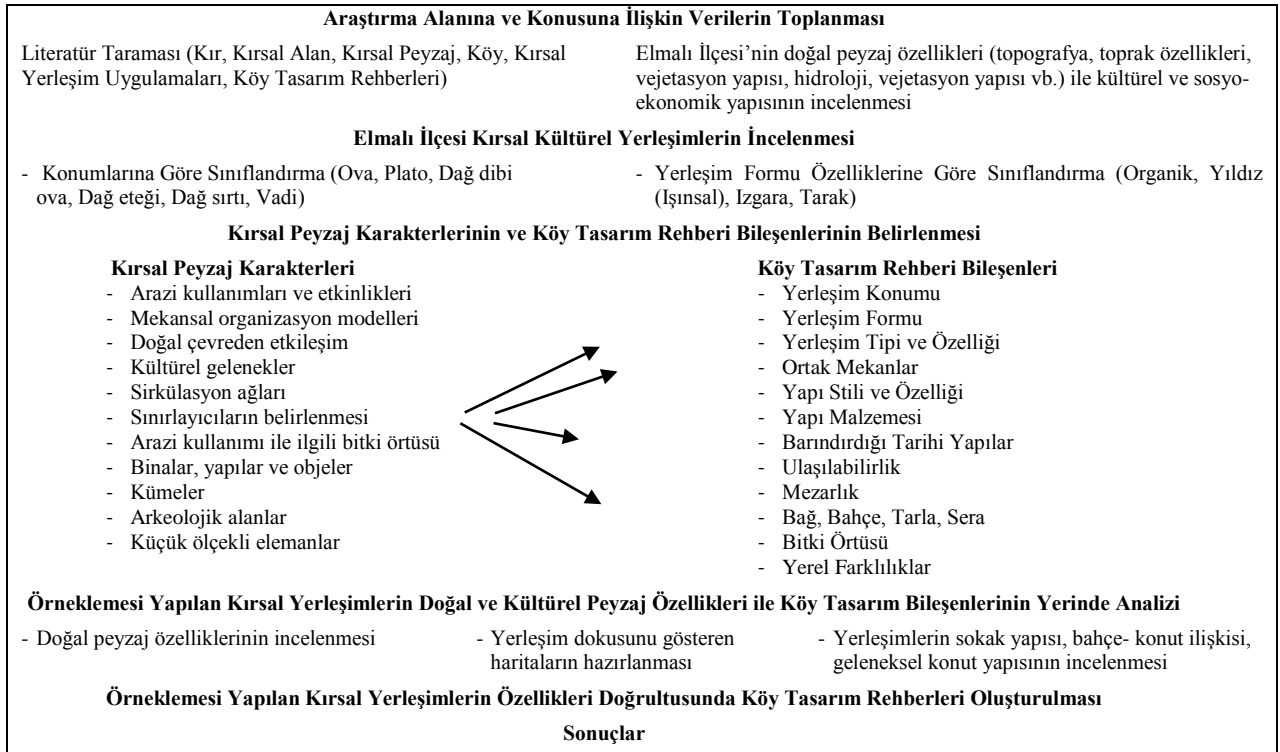 Araştırma Alanına ve Konusuna İlişkin Verilerin Toplanması
Literatür Taraması (Kır, Kırsal Alan, Kırsal Peyzaj, Köy, Kırsal
Yerleşim Uygulamaları, Köy Tasarım Rehberleri)
Elmalı İlçesi’nin doğal peyzaj özellikleri (topografya, toprak özellikleri,
vejetasyon yapısı, hidroloji, vejetasyon yapısı vb.) ile kültürel ve sosyo-
ekonomik yapısının incelenmesi
Elmalı İlçesi Kırsal Kültürel Yerleşimlerin İncelenmesi
- Konumlarına Göre Sınıflandırma (Ova, Plato, Dağ dibi
ova, Dağ eteği, Dağ sırtı, Vadi)
- Yerleşim Formu Özelliklerine Göre Sınıflandırma (Organik, Yıldız
(Işınsal), Izgara, Tarak)
Kırsal Peyzaj Karakterlerinin ve Köy Tasarım Rehberi Bileşenlerinin Belirlenmesi
Kırsal Peyzaj Karakterleri
- Arazi kullanımları ve etkinlikleri
- Mekansal organizasyon modelleri
- Doğal çevreden etkileşim
- Kültürel gelenekler
- Sirkülasyon ağları
- Sınırlayıcıların belirlenmesi
- Arazi kullanımı ile ilgili bitki örtüsü
- Binalar, yapılar ve objeler
- Kümeler
- Arkeolojik alanlar
- Küçük ölçekli elemanlar
Köy Tasarım Rehberi Bileşenleri
- Yerleşim Konumu
- Yerleşim Formu
- Yerleşim Tipi ve Özelliği
- Ortak Mekanlar
- Yapı Stili ve Özelliği
- Yapı Malzemesi
- Barındırdığı Tarihi Yapılar
- Ulaşılabilirlik
- Mezarlık
- Bağ, Bahçe, Tarla, Sera
- Bitki Örtüsü
- Yerel Farklılıklar
Örneklemesi Yapılan Kırsal Yerleşimlerin Doğal ve Kültürel Peyzaj Özellikleri ile Köy Tasarım Bileşenlerinin Yerinde Analizi
- Doğal peyzaj özelliklerinin incelenmesi
- Yerleşim dokusunu gösteren
haritaların hazırlanması
- Yerleşimlerin sokak yapısı, bahçe- konut ilişkisi,
geleneksel konut yapısının incelenmesi
Örneklemesi Yapılan Kırsal Yerleşimlerin Özellikleri Doğrultusunda Köy Tasarım Rehberleri Oluşturulması
Sonuçlar